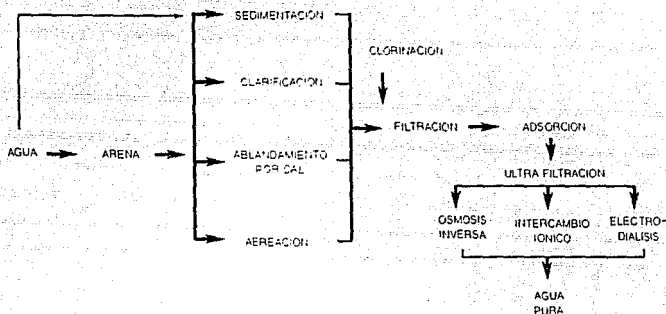 SEDIMENTACION
CLORINACION
CLARIFICACION
FILTRACION
ADSORCION
AGUA
ARENA
ABLANDAMIENTO
POR CAL
ULTRA FILTRACION
OSMOSIS
INVERSA
INTERCAMBIO
IONICO
ELECTRO-
DIALISIS
AEREACION
AGUA
PURA